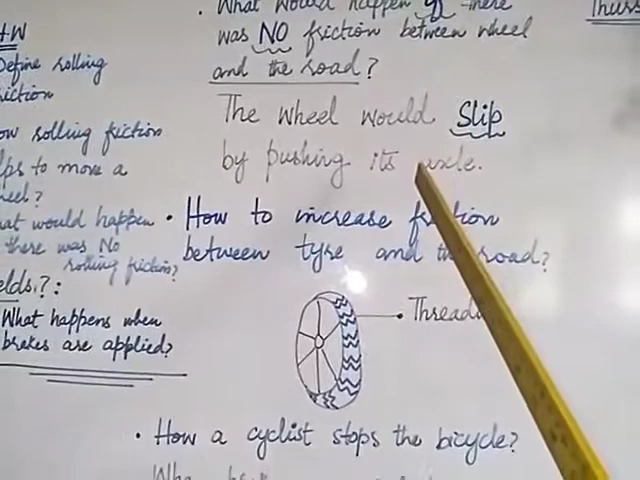 HW
Define rolling
friction
how rolling friction
helps to move a
wheel?
What would happen
there was No
rolling friction?
Fields.?:
What happens when
brakes are applied?
What would happen if there
was NO friction between wheel
and the road?
The wheel would Slip
by pushing its axle.
How to increase friction
between tyre and the road?
Threads
How a cyclist stops the bicycle?
Thurs